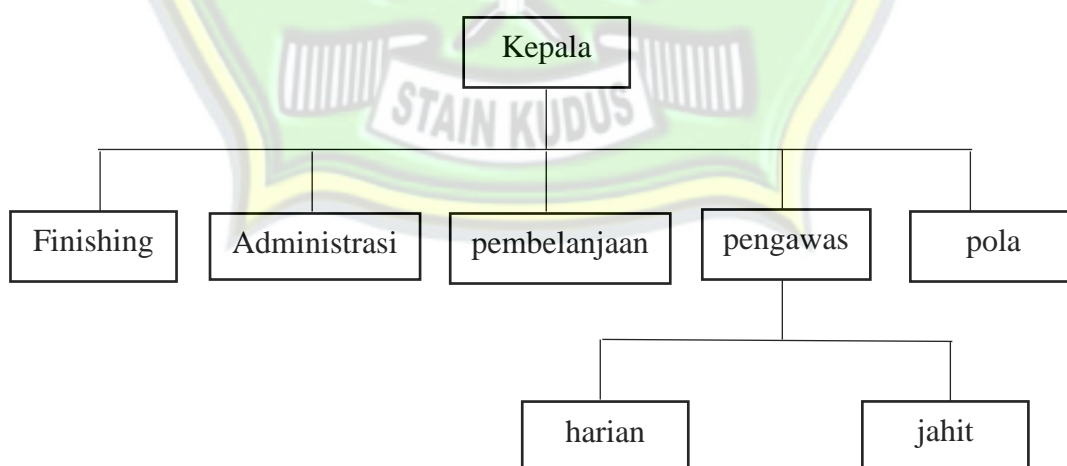 Kepala
STAIN KUDUS
Finishing
Administrasi
pembelanjaan
pengawas
pola
harian
jahit